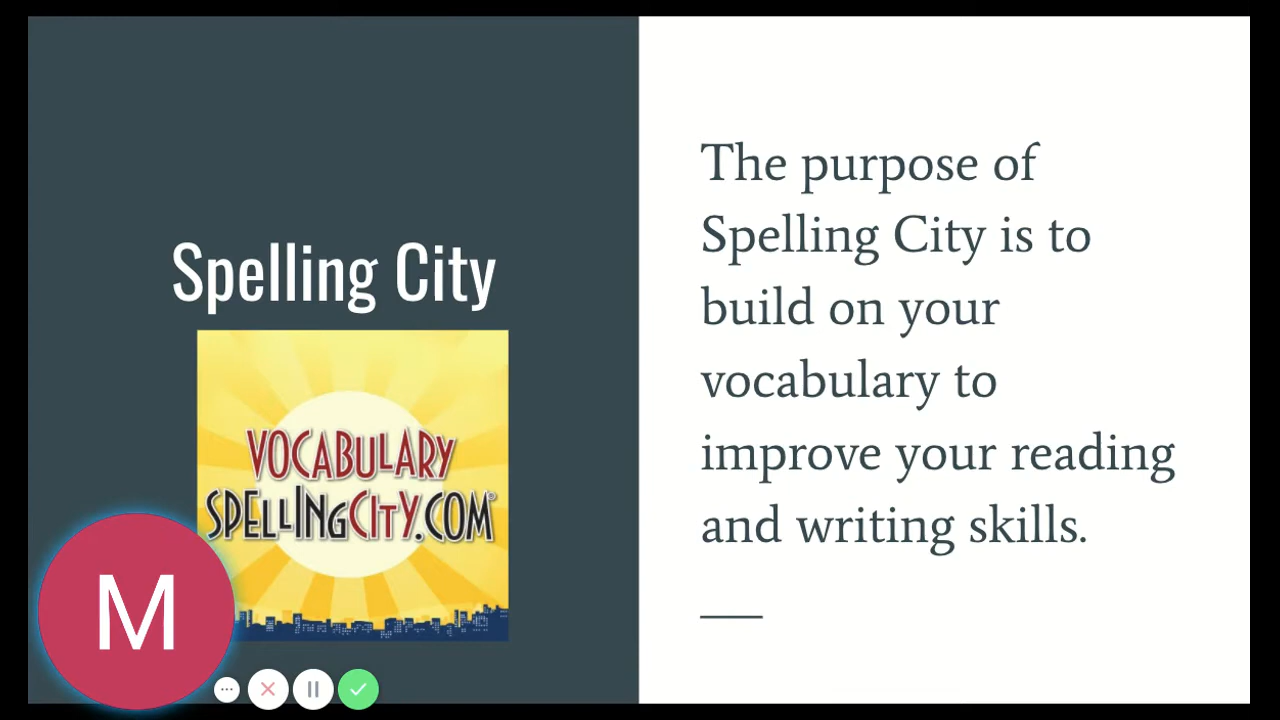 Spelling City
VOCABULARY
SPELLINGCITY.COM®
M
The purpose of
Spelling City is to
build on your
vocabulary to
improve your reading
and writing skills.